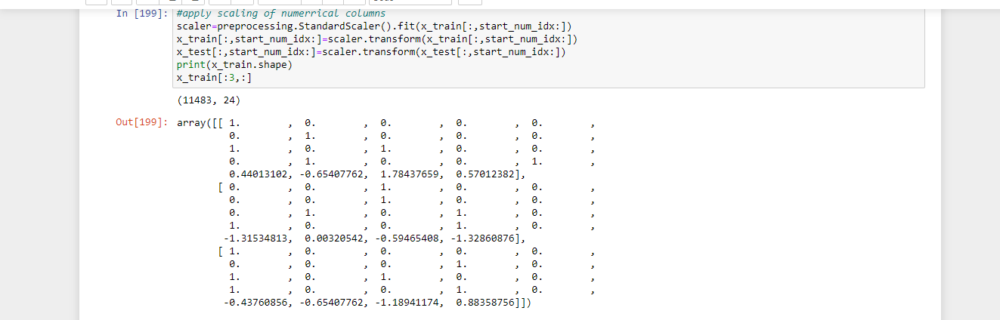 In [199]: #apply scaling of numerrical columns
scaler=preprocessing.StandardScaler().fit(x_train[:,start_num_idx:])
x_train[:,start_num_idx:]=scaler.transform(x_train[:,start_num_idx:])
x_test[:,start_num_idx:]=scaler.transform(x_test[:,start_num_idx:])
print(x_train.shape)
x_train[:3,:]
(11483, 24)
Out[199]: array([[ 1.        ,  0.        ,  0.        ,  0.        ,  0.        ,
0.        ,  1.        ,  0.        ,  0.        ,  0.        ,
1.        ,  0.        ,  1.        ,  0.        ,  0.        ,
0.        ,  1.        ,  0.        ,  0.        ,  1.        ,
0.44013102, -0.65407762,  1.78437659,  0.57012382],
[ 0.        ,  0.        ,  1.        ,  0.        ,  0.        ,
0.        ,  0.        ,  1.        ,  0.        ,  0.        ,
0.        ,  1.        ,  0.        ,  1.        ,  0.        ,
1.        ,  0.        ,  0.        ,  1.        ,  0.        ,
-1.31534813,  0.00320542, -0.59465408, -1.32860876],
[ 1.        ,  0.        ,  0.        ,  0.        ,  0.        ,
0.        ,  0.        ,  0.        ,  1.        ,  0.        ,
1.        ,  0.        ,  1.        ,  0.        ,  0.        ,
1.        ,  0.        ,  0.        ,  1.        ,  0.        ,
-0.43760856, -0.65407762, -1.18941174,  0.88358756]])